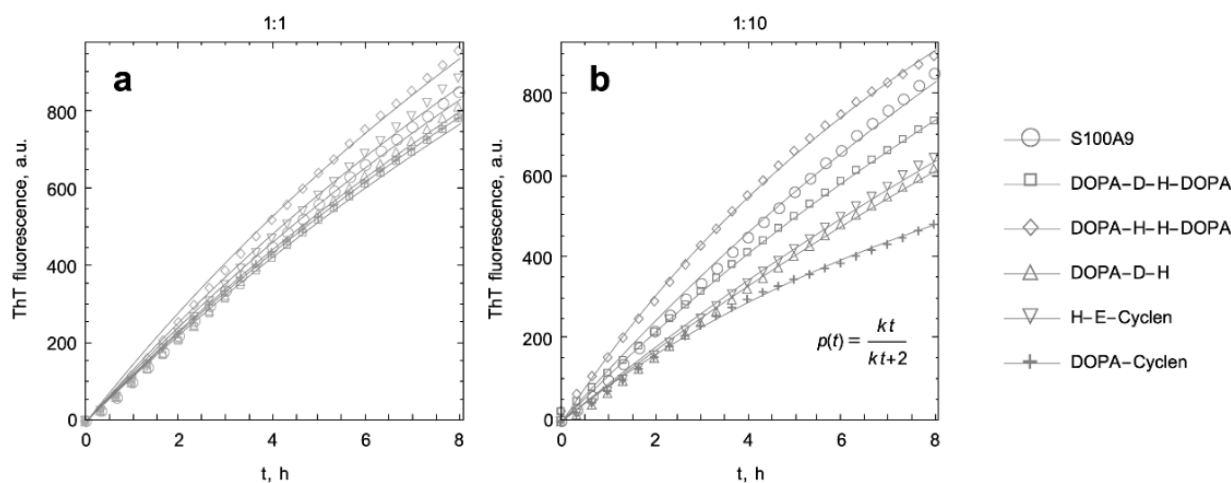 1:1
1:10
a
b
ThT fluorescence, a.u.
800
600
400
200
0
0
2
4
6
8
t, h
ThT fluorescence, a.u.
800
600
400
200
0
0
2
4
6
8
t, h
p(t) = kt / kt+2
S100A9
DOPA–D–H–DOPA
DOPA–H–H–DOPA
DOPA–D–H
H–E–Cyclen
DOPA–Cyclen